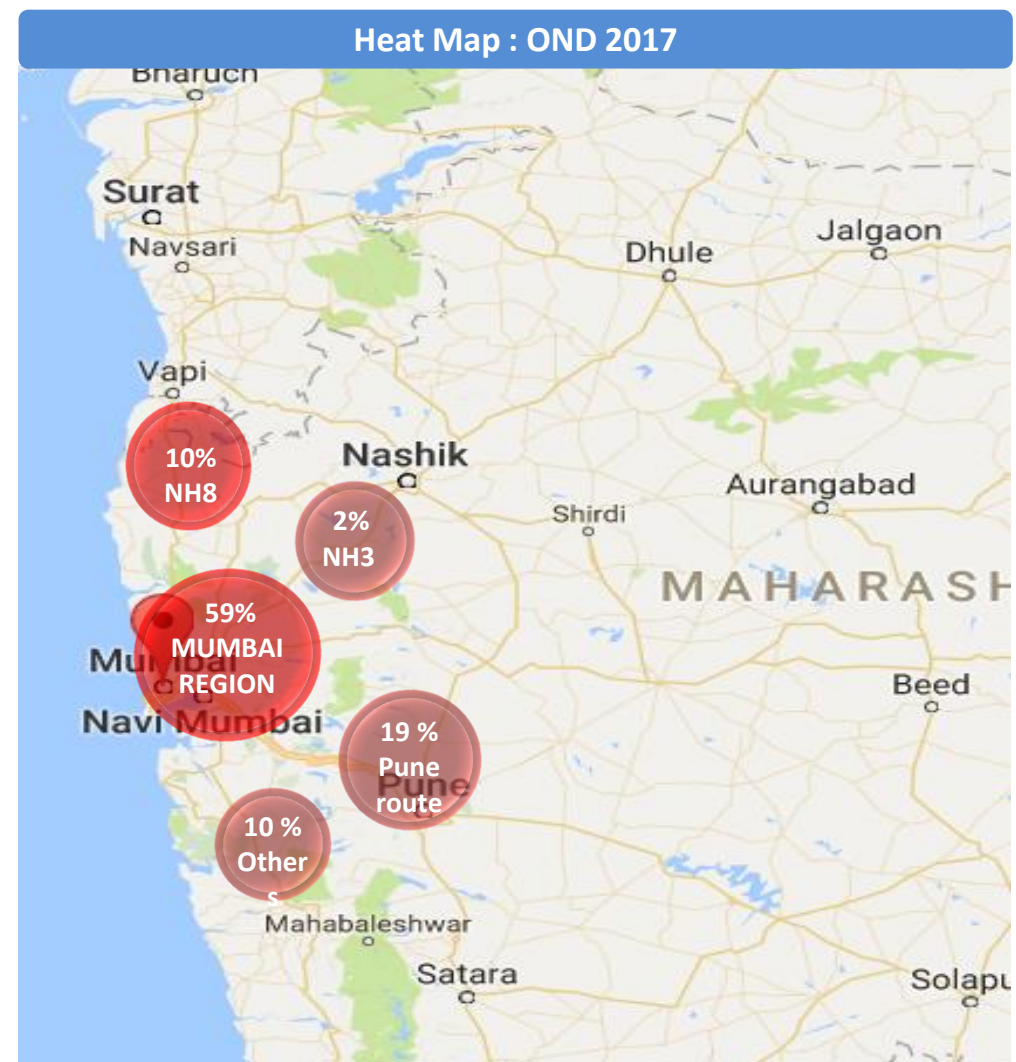 Heat Map : OND 2017
Bharuch
Surat
Navsari
Dhule
Jalgaon
Vapi
10%
NH8
Nashik
Aurangabad
2%
NH3
Shirdi
MAHARASH
59%
MUMBAI
REGION
Mumbai
Navi Mumbai
Beed
19 %
Pune
route
Pune
10 %
Other
s
Mahabaleshwar
Satara
Solapu